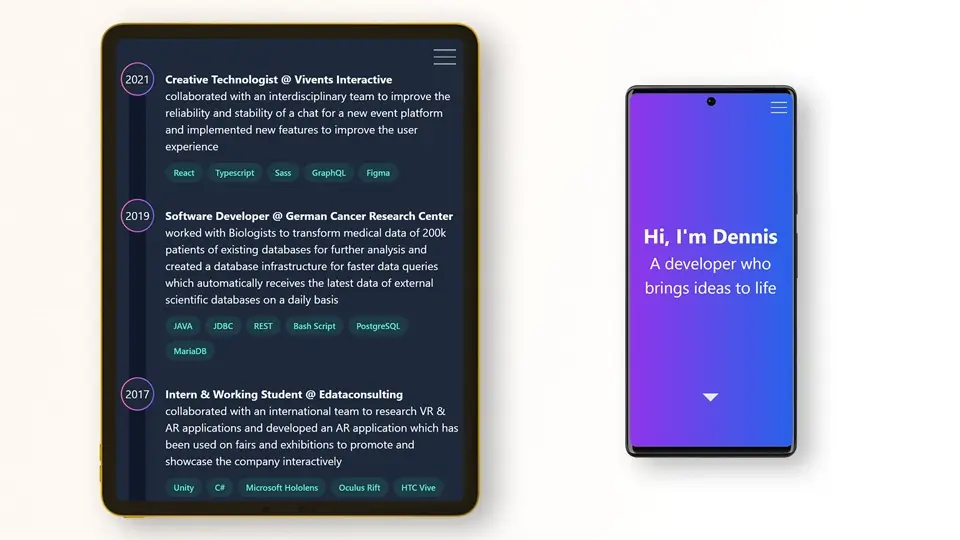 2021
Creative Technologist @ Vivents Interactive
collaborated with an interdisciplinary team to improve the
reliability and stability of a chat for a new event platform
and implemented new features to improve the user
experience
React Typescript Sass GraphQL Figma
2019
Software Developer @ German Cancer Research Center
worked with Biologists to transform medical data of 200k
patients of existing databases for further analysis and
created a database infrastructure for faster data queries
which automatically receives the latest data of external
scientific databases on a daily basis
JAVA JDBC REST Bash Script PostgreSQL
MariaDB
2017
Intern & Working Student @ Edataconsulting
collaborated with an international team to research VR &
AR applications and developed an AR application which has
been used on fairs and exhibitions to promote and
showcase the company interactively
Unity C# Microsoft Hololens Oculus Rift HTC Vive
Hi, I'm Dennis
A developer who
brings ideas to life